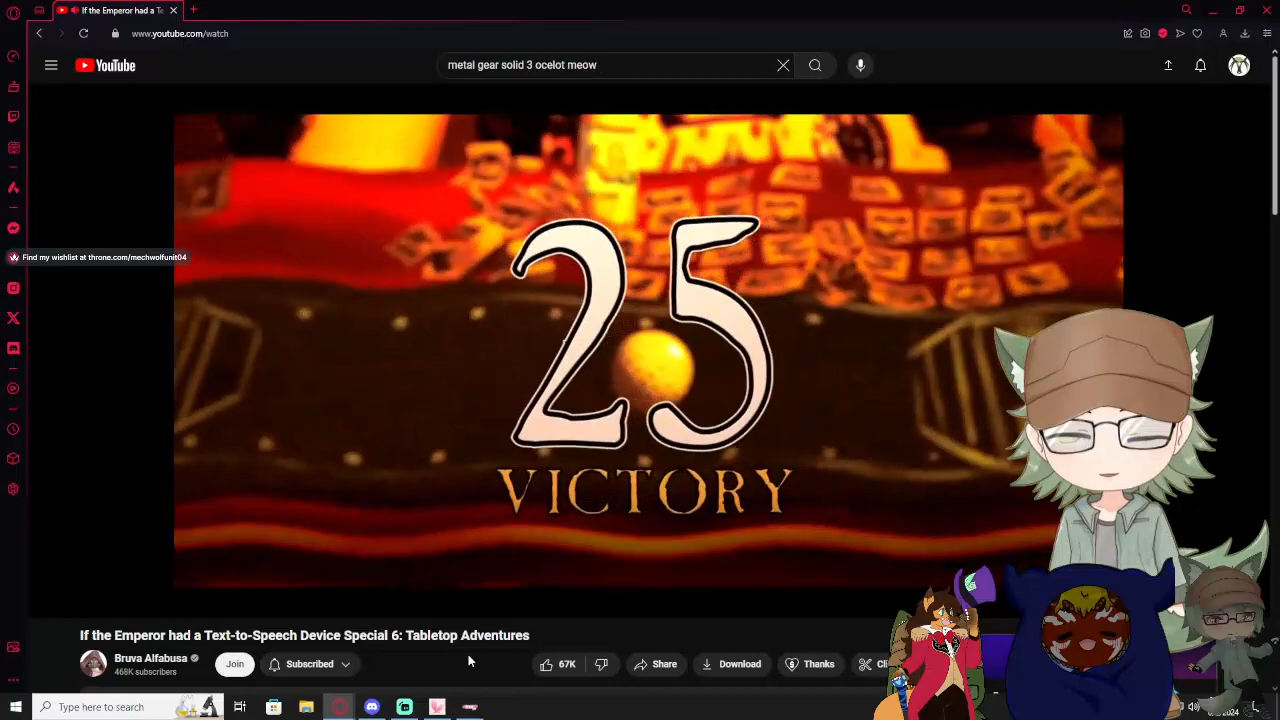 If the Emperor had a Te
www.youtube.com/watch
YouTube
metal gear solid 3 ocelot meow
Find my wishlist at throne.com/mechwolfunit04
25
VICTORY
If the Emperor had a Text-to-Speech Device Special 6: Tabletop Adventures
Bruva Alfabusa
468K subscribers
Join
Subscribed
67K
Share
Download
Thanks
Type here to search